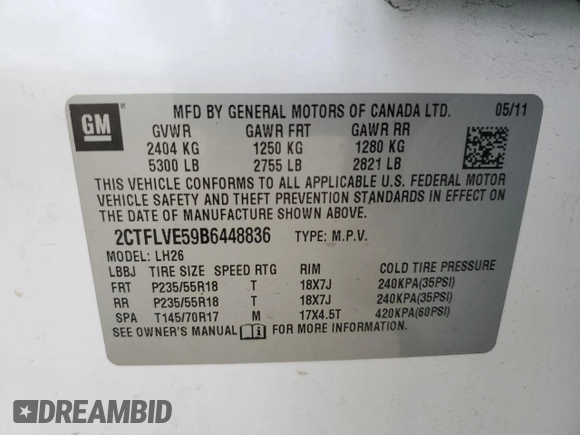 GM
MFD BY GENERAL MOTORS OF CANADA LTD. 05/11
GVWR GAWR FRT GAWR RR
2404 KG 1250 KG 1280 KG
5300 LB 2755 LB 2821 LB
THIS VEHICLE CONFORMS TO ALL APPLICABLE U.S. FEDERAL MOTOR
VEHICLE SAFETY AND THEFT PREVENTION STANDARDS IN EFFECT ON THE
DATE OF MANUFACTURE SHOWN ABOVE.
2CTFLVE59B6448836 TYPE: M.P.V.
MODEL: LH26
LBBJ TIRE SIZE SPEED RTG RIM COLD TIRE PRESSURE
FRT P235/55R18 T 18X7J 240KPA(35PSI)
RR P235/55R18 T 18X7J 240KPA(35PSI)
SPA T145/70R17 M 17X4.5T 420KPA(60PSI)
SEE OWNER'S MANUAL FOR MORE INFORMATION.
DREAMBID